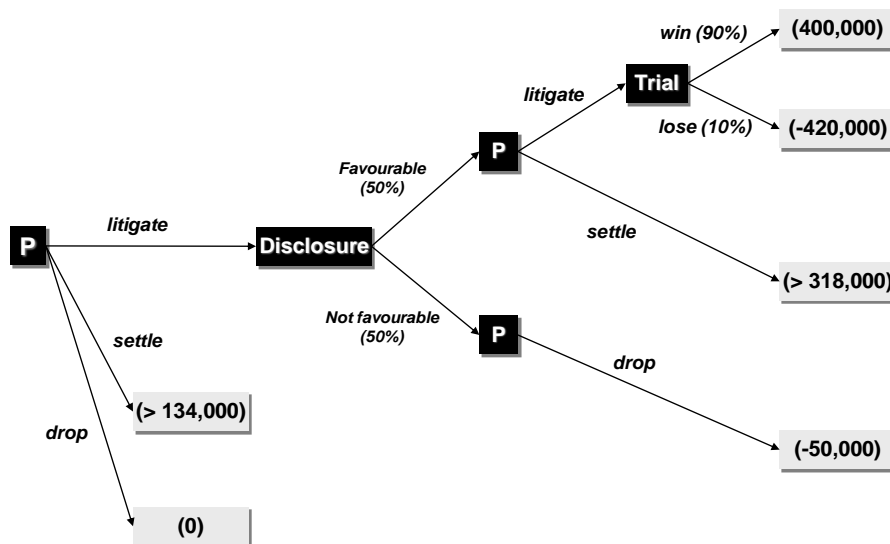 win (90%)
(400,000)
litigate
Trial
lose (10%)
(-420,000)
P
Favourable
(50%)
litigate
settle
P
Disclosure
(> 318,000)
Not favourable
(50%)
P
settle
drop
(> 134,000)
drop
(-50,000)
(0)